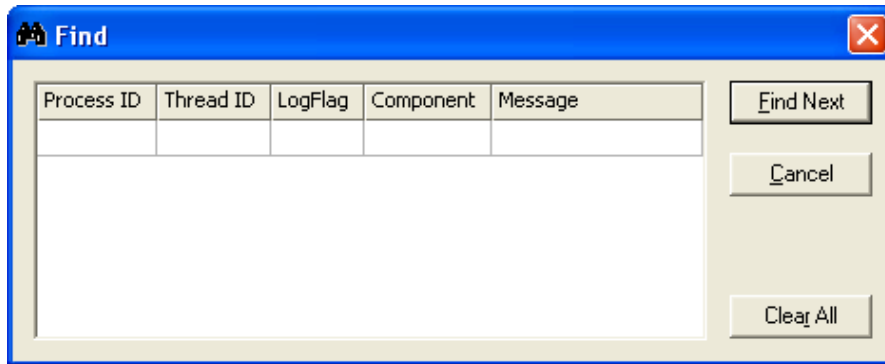 Find
Process ID Thread ID LogFlag Component Message
Find Next
Cancel
Clear All